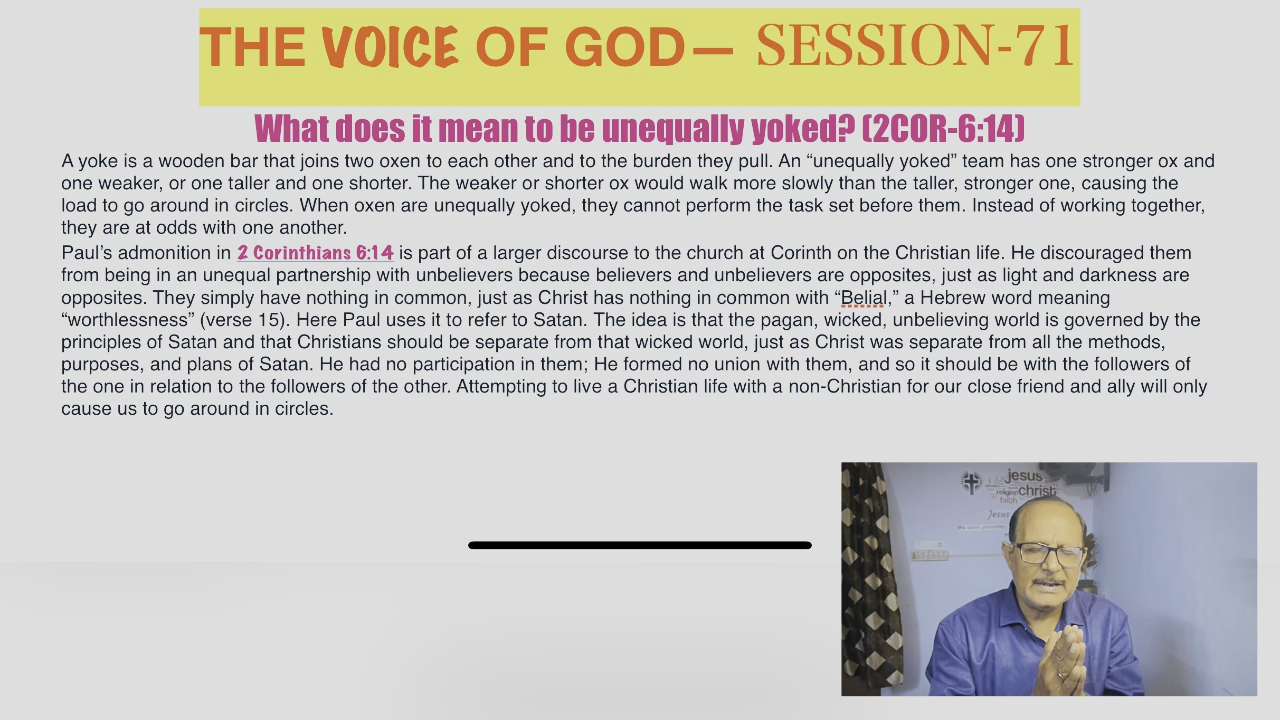 THE VOICE OF GOD— SESSION-71
What does it mean to be unequally yoked? (2COR-6:14)
A yoke is a wooden bar that joins two oxen to each other and to the burden they pull. An “unequally yoked” team has one stronger ox and
one weaker, or one taller and one shorter. The weaker or shorter ox would walk more slowly than the taller, stronger one, causing the
load to go around in circles. When oxen are unequally yoked, they cannot perform the task set before them. Instead of working together,
they are at odds with one another.
Paul’s admonition in 2 Corinthians 6:14 is part of a larger discourse to the church at Corinth on the Christian life. He discouraged them
from being in an unequal partnership with unbelievers because believers and unbelievers are opposites, just as light and darkness are
opposites. They simply have nothing in common, just as Christ has nothing in common with “Belial,” a Hebrew word meaning
“worthlessness” (verse 15). Here Paul uses it to refer to Satan. The idea is that the pagan, wicked, unbelieving world is governed by the
principles of Satan and that Christians should be separate from that wicked world, just as Christ was separate from all the methods,
purposes, and plans of Satan. He had no participation in them; He formed no union with them, and so it should be with the followers of
the one in relation to the followers of the other. Attempting to live a Christian life with a non-Christian for our close friend and ally will only
cause us to go around in circles.
jesus
religion christ
faith
Jesus